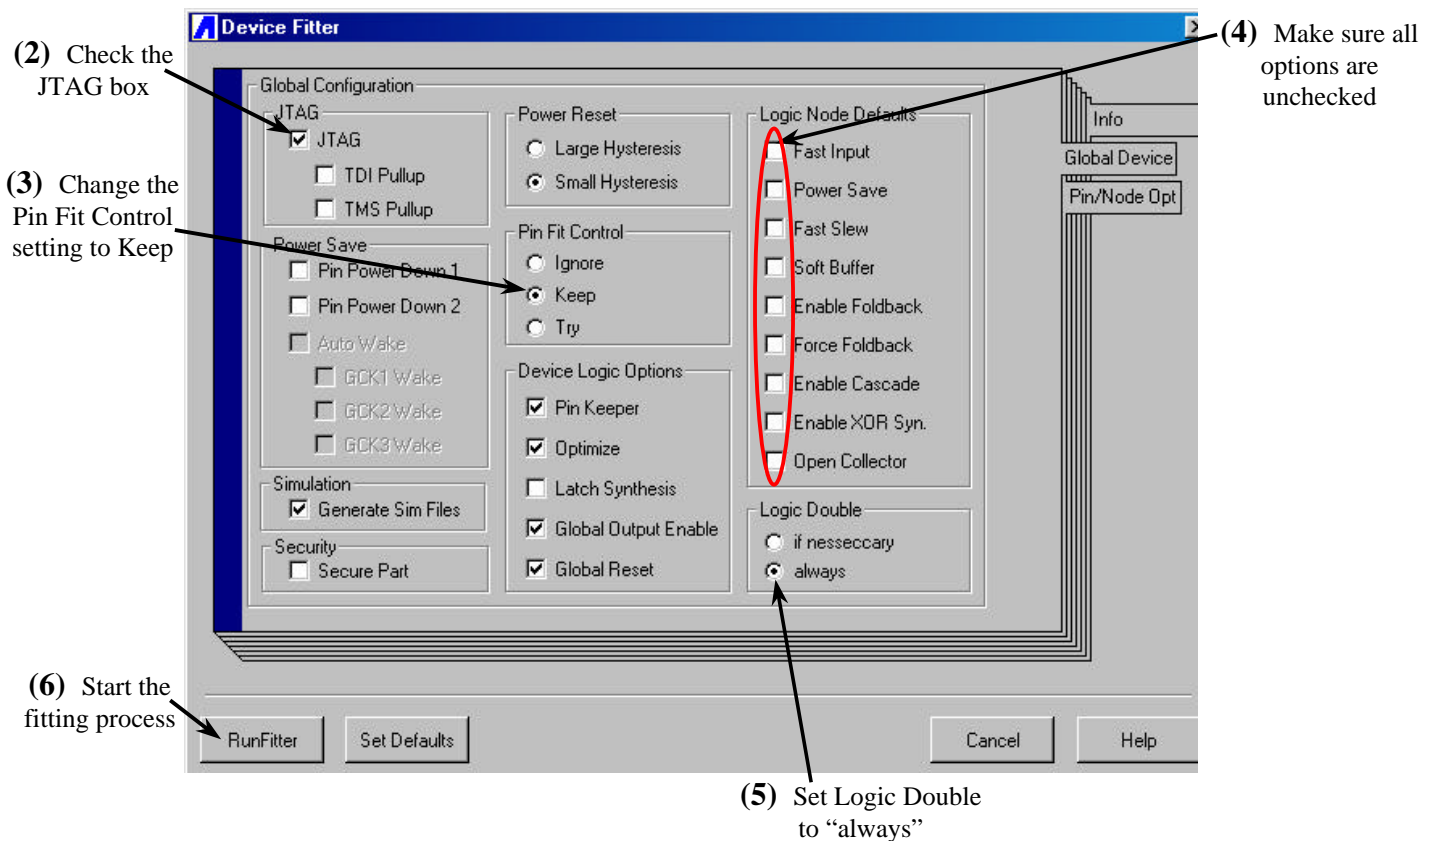 Device Fitter
(2) Check the
JTAG box
(3) Change the
Pin Fit Control
setting to Keep
(4) Make sure all
options are
unchecked
Global Configuration
JTAG
JTAG
TDI Pullup
TMS Pullup
Power Save
Pin Power Down 1
Pin Power Down 2
Auto Wake
GCK1 Wake
GCK2 Wake
GCK3 Wake
Simulation
Generate Sim Files
Security
Secure Part
Power Reset
Large Hysteresis
Small Hysteresis
Pin Fit Control
Ignore
Keep
Try
Device Logic Options
Pin Keeper
Optimize
Latch Synthesis
Global Output Enable
Global Reset
Logic Node Defaults
Fast Input
Power Save
Fast Slew
Soft Buffer
Enable Foldback
Force Foldback
Enable Cascade
Enable XOR Syn.
Open Collector
Logic Double
if nesseccary
always
Info
Global Device
Pin/Node Opt
(6) Start the
fitting process
RunFitter
Set Defaults
Cancel
Help
(5) Set Logic Double
to “always”